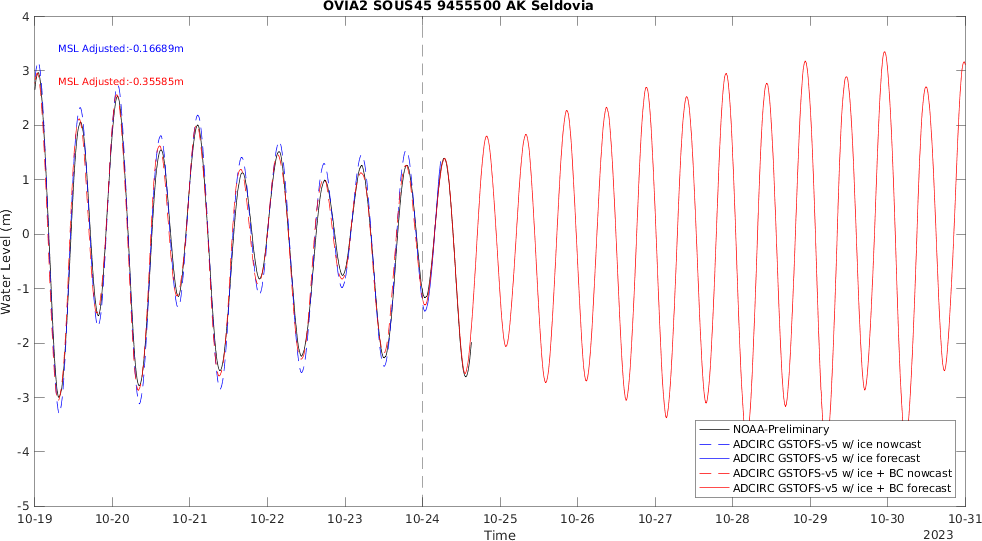 OVIA2 SOUS45 9455500 AK Seldovia
MSL Adjusted:-0.16689m
MSL Adjusted:-0.35585m
4
3
2
1
0
-1
-2
-3
-4
-5
Water Level (m)
NOAA-Preliminary
ADCIRC GSTOFS-v5 w/ ice nowcast
ADCIRC GSTOFS-v5 w/ ice forecast
ADCIRC GSTOFS-v5 w/ ice + BC nowcast
ADCIRC GSTOFS-v5 w/ ice + BC forecast
10-19 10-20 10-21 10-22 10-23 10-24 10-25 10-26 10-27 10-28 10-29 10-30 10-31
Time
2023